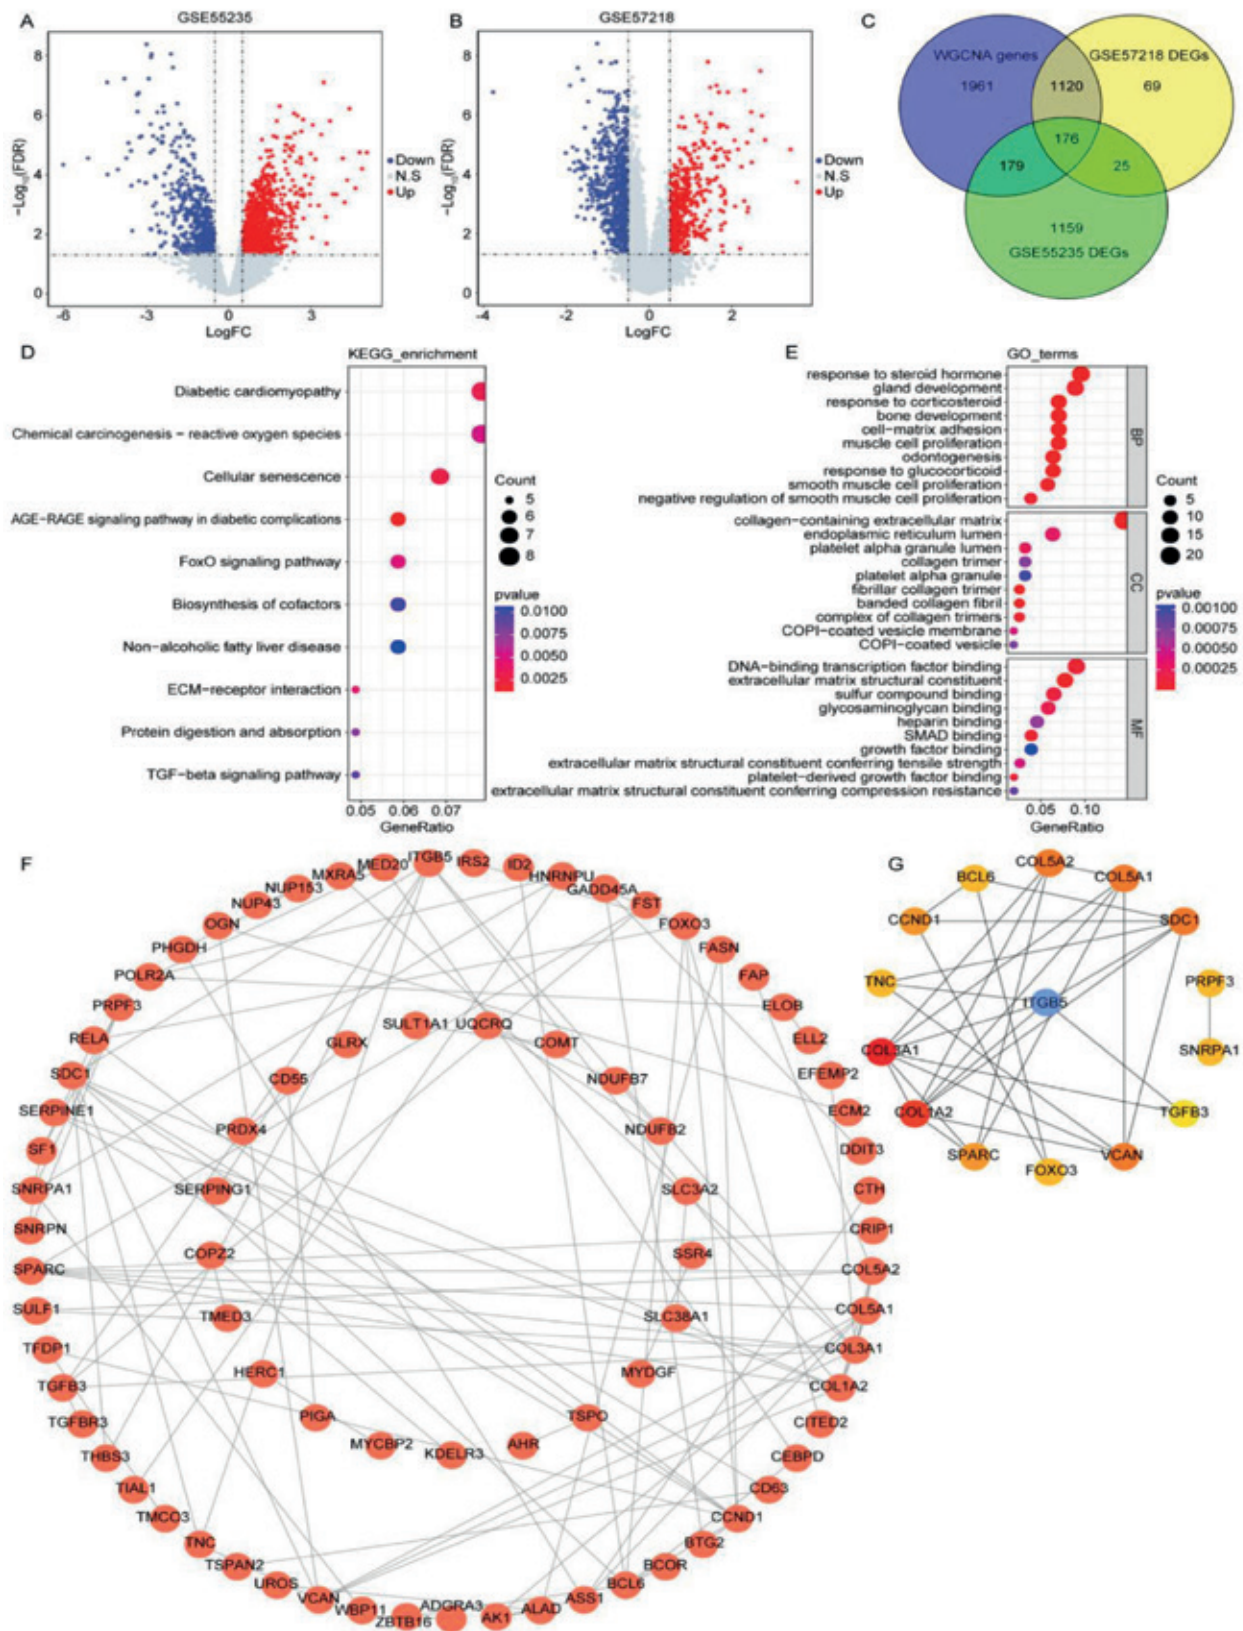 A
GSE55235
8
6
4
2
0
-6
-3
0
3
-Log10(FDR)
LogFC
Down
N.S
Up
B
GSE57218
8
6
4
2
0
-4
-2
0
2
-Log10(FDR)
LogFC
Down
N.S
Up
C
WGCNA genes
1961
1120
GSE57218 DEGs
69
176
179
25
1159
GSE55235 DEGs
D
KEGG_enrichment
Diabetic cardiomyopathy
Chemical carcinogenesis − reactive oxygen species
Cellular senescence
AGE−RAGE signaling pathway in diabetic complications
FoxO signaling pathway
Biosynthesis of cofactors
Non−alcoholic fatty liver disease
ECM−receptor interaction
Protein digestion and absorption
TGF−beta signaling pathway
0.05 0.06 0.07
GeneRatio
Count
5
6
7
8
pvalue
0.0100
0.0075
0.0050
0.0025
E
GO_terms
response to steroid hormone
gland development
response to corticosteroid
bone development
cell−matrix adhesion
muscle cell proliferation
odontogenesis
response to glucocorticoid
smooth muscle cell proliferation
negative regulation of smooth muscle cell proliferation
BP
collagen−containing extracellular matrix
endoplasmic reticulum lumen
platelet alpha granule lumen
collagen trimer
platelet alpha granule
fibrillar collagen trimer
banded collagen fibril
complex of collagen trimers
COPI−coated vesicle membrane
COPI−coated vesicle
CC
DNA−binding transcription factor binding
extracellular matrix structural constituent
sulfur compound binding
glycosaminoglycan binding
heparin binding
SMAD binding
growth factor binding
extracellular matrix structural constituent conferring tensile strength
platelet−derived growth factor binding
extracellular matrix structural constituent conferring compression resistance
MF
0.05 0.10
GeneRatio
Count
5
10
15
20
pvalue
0.00100
0.00075
0.00050
0.00025
F
ITGB5
IRS2
ID2
HNRNPU
GADD45A
FST
FOXO3
FASN
FAP
ELOB
ELL2
EFEMP2
ECM2
DDIT3
CTH
CRIP1
COL5A2
COL5A1
COL3A1
COL1A2
CITED2
CEBPD
CD63
CCND1
BTG2
BCOR
BCL6
ASS1
ALAD
AK1
ADGRA3
ZBTB16
WBP11
VCAN
UROS
TSPAN2
TNC
TMCO3
TIAL1
THBS3
TGFBR3
TGFB3
TFDP1
SULF1
SPARC
SNRPN
SNRPA1
SF1
SERPINE1
SDC1
RELA
PRPF3
POLR2A
PHGDH
OGN
NUP43
NUP153
MXRA5
MED20
SULT1A1
UQCRQ
COMT
NDUFB7
NDUFB2
SLC3A2
SSR4
SLC38A1
MYDGF
TSPO
AHR
KDELR3
MYCBP2
PIGA
HERC1
TMED3
COPZ2
SERPING1
PRDX4
CD55
GLRX
G
COL5A2
COL5A1
BCL6
CCND1
SDC1
TNC
ITGB5
PRPF3
COL3A1
SNRPA1
COL1A2
TGFB3
SPARC
FOXO3
VCAN